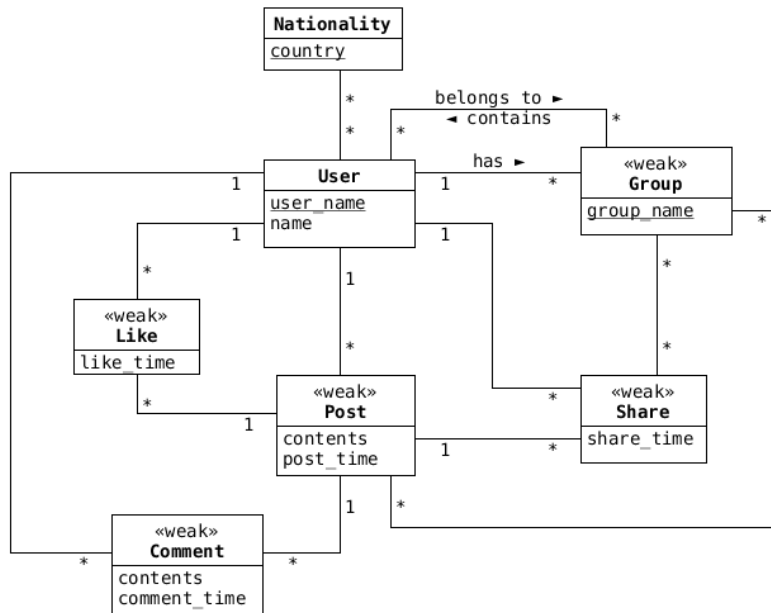 Nationality
country
*
*
belongs to ►
◄ contains
*
*
User
user_name
name
1
1
1
1
1
has ►
*
«weak»
Group
group_name
*
*
*
«weak»
Like
like_time
*
*
*
«weak»
Post
contents
post_time
1
1
1
*
*
*
*
«weak»
Share
share_time
«weak»
Comment
contents
comment_time
*
*